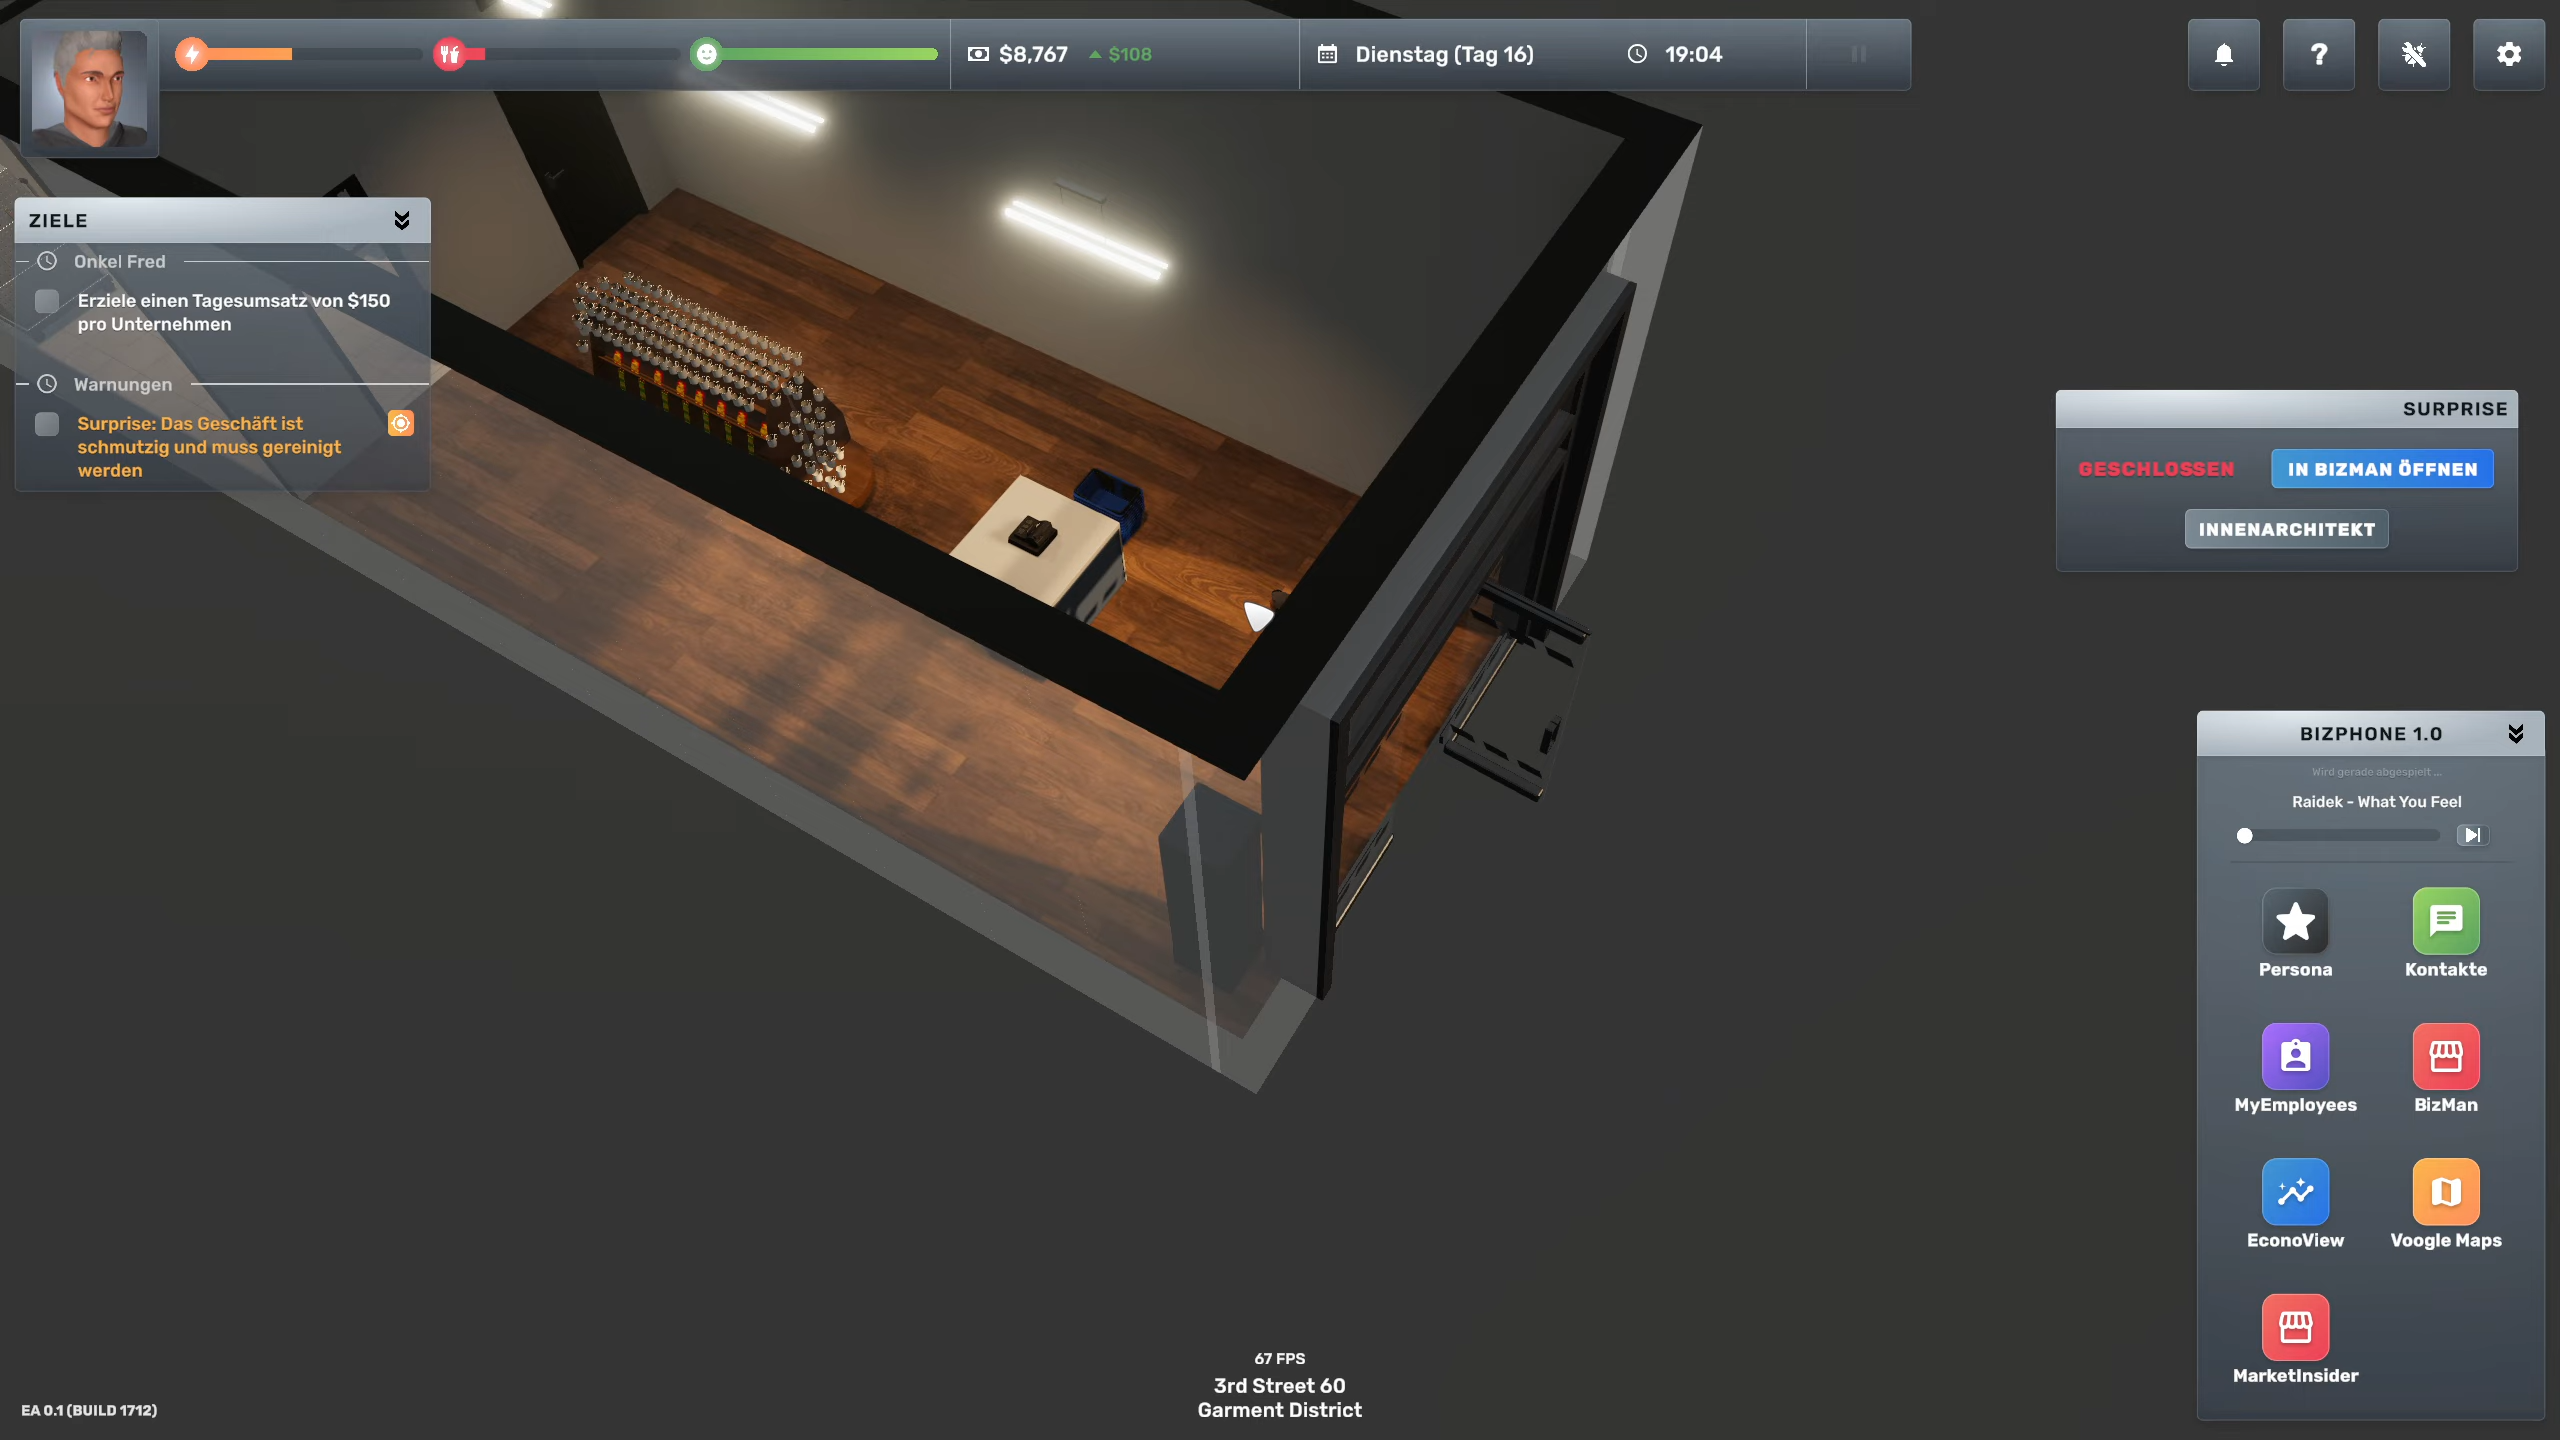 $8,767
$108
Dienstag (Tag 16)
19:04
ZIELE
Onkel Fred
Erziele einen Tagesumsatz von $150
pro Unternehmen
Warnungen
Surprise: Das Geschäft ist
schmutzig und muss gereinigt
werden
SURPRISE
GESCHLOSSEN
IN BIZMAN ÖFFNEN
INNENARCHITEKT
BIZPHONE 1.0
Wird gerade abgespielt ...
Raidek - What You Feel
Persona
Kontakte
MyEmployees
BizMan
EconoView
Voogle Maps
MarketInsider
67 FPS
3rd Street 60
Garment District
EA 0.1 (BUILD 1712)